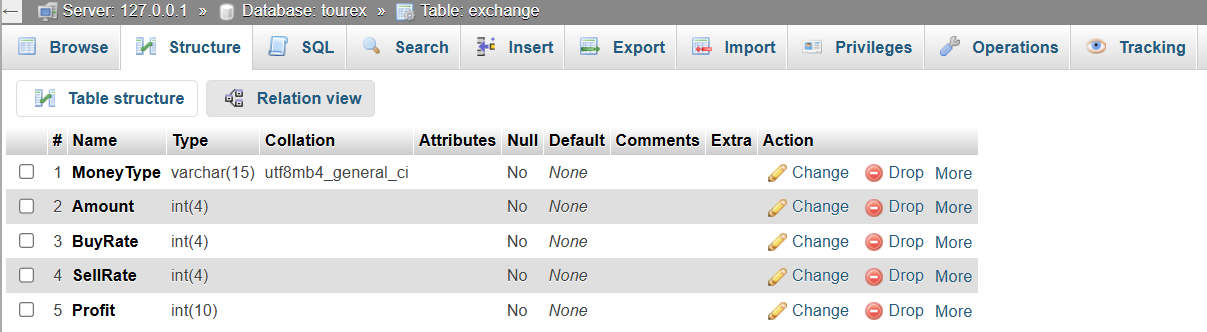 ← Server: 127.0.0.1 » Database: tourex » Table: exchange
Browse Structure SQL Search Insert Export Import Privileges Operations Tracking
Table structure Relation view
# Name Type Collation Attributes Null Default Comments Extra Action
1 MoneyType varchar(15) utf8mb4_general_ci No None Change Drop More
2 Amount int(4) No None Change Drop More
3 BuyRate int(4) No None Change Drop More
4 SellRate int(4) No None Change Drop More
5 Profit int(10) No None Change Drop More